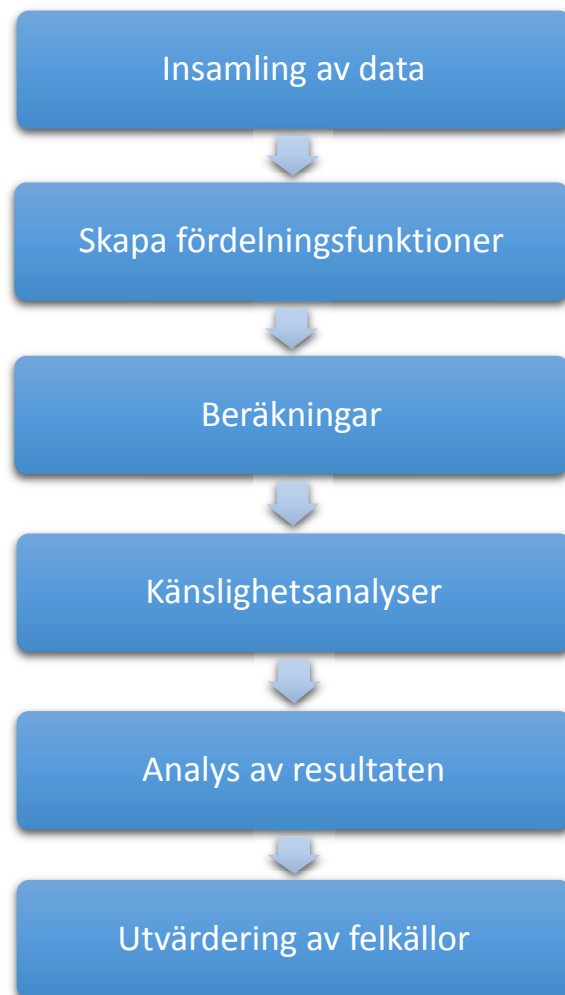 Insamling av data
Skapa fördelningsfunktioner
Beräkningar
Känslighetsanalyser
Analys av resultaten
Utvärdering av felkällor